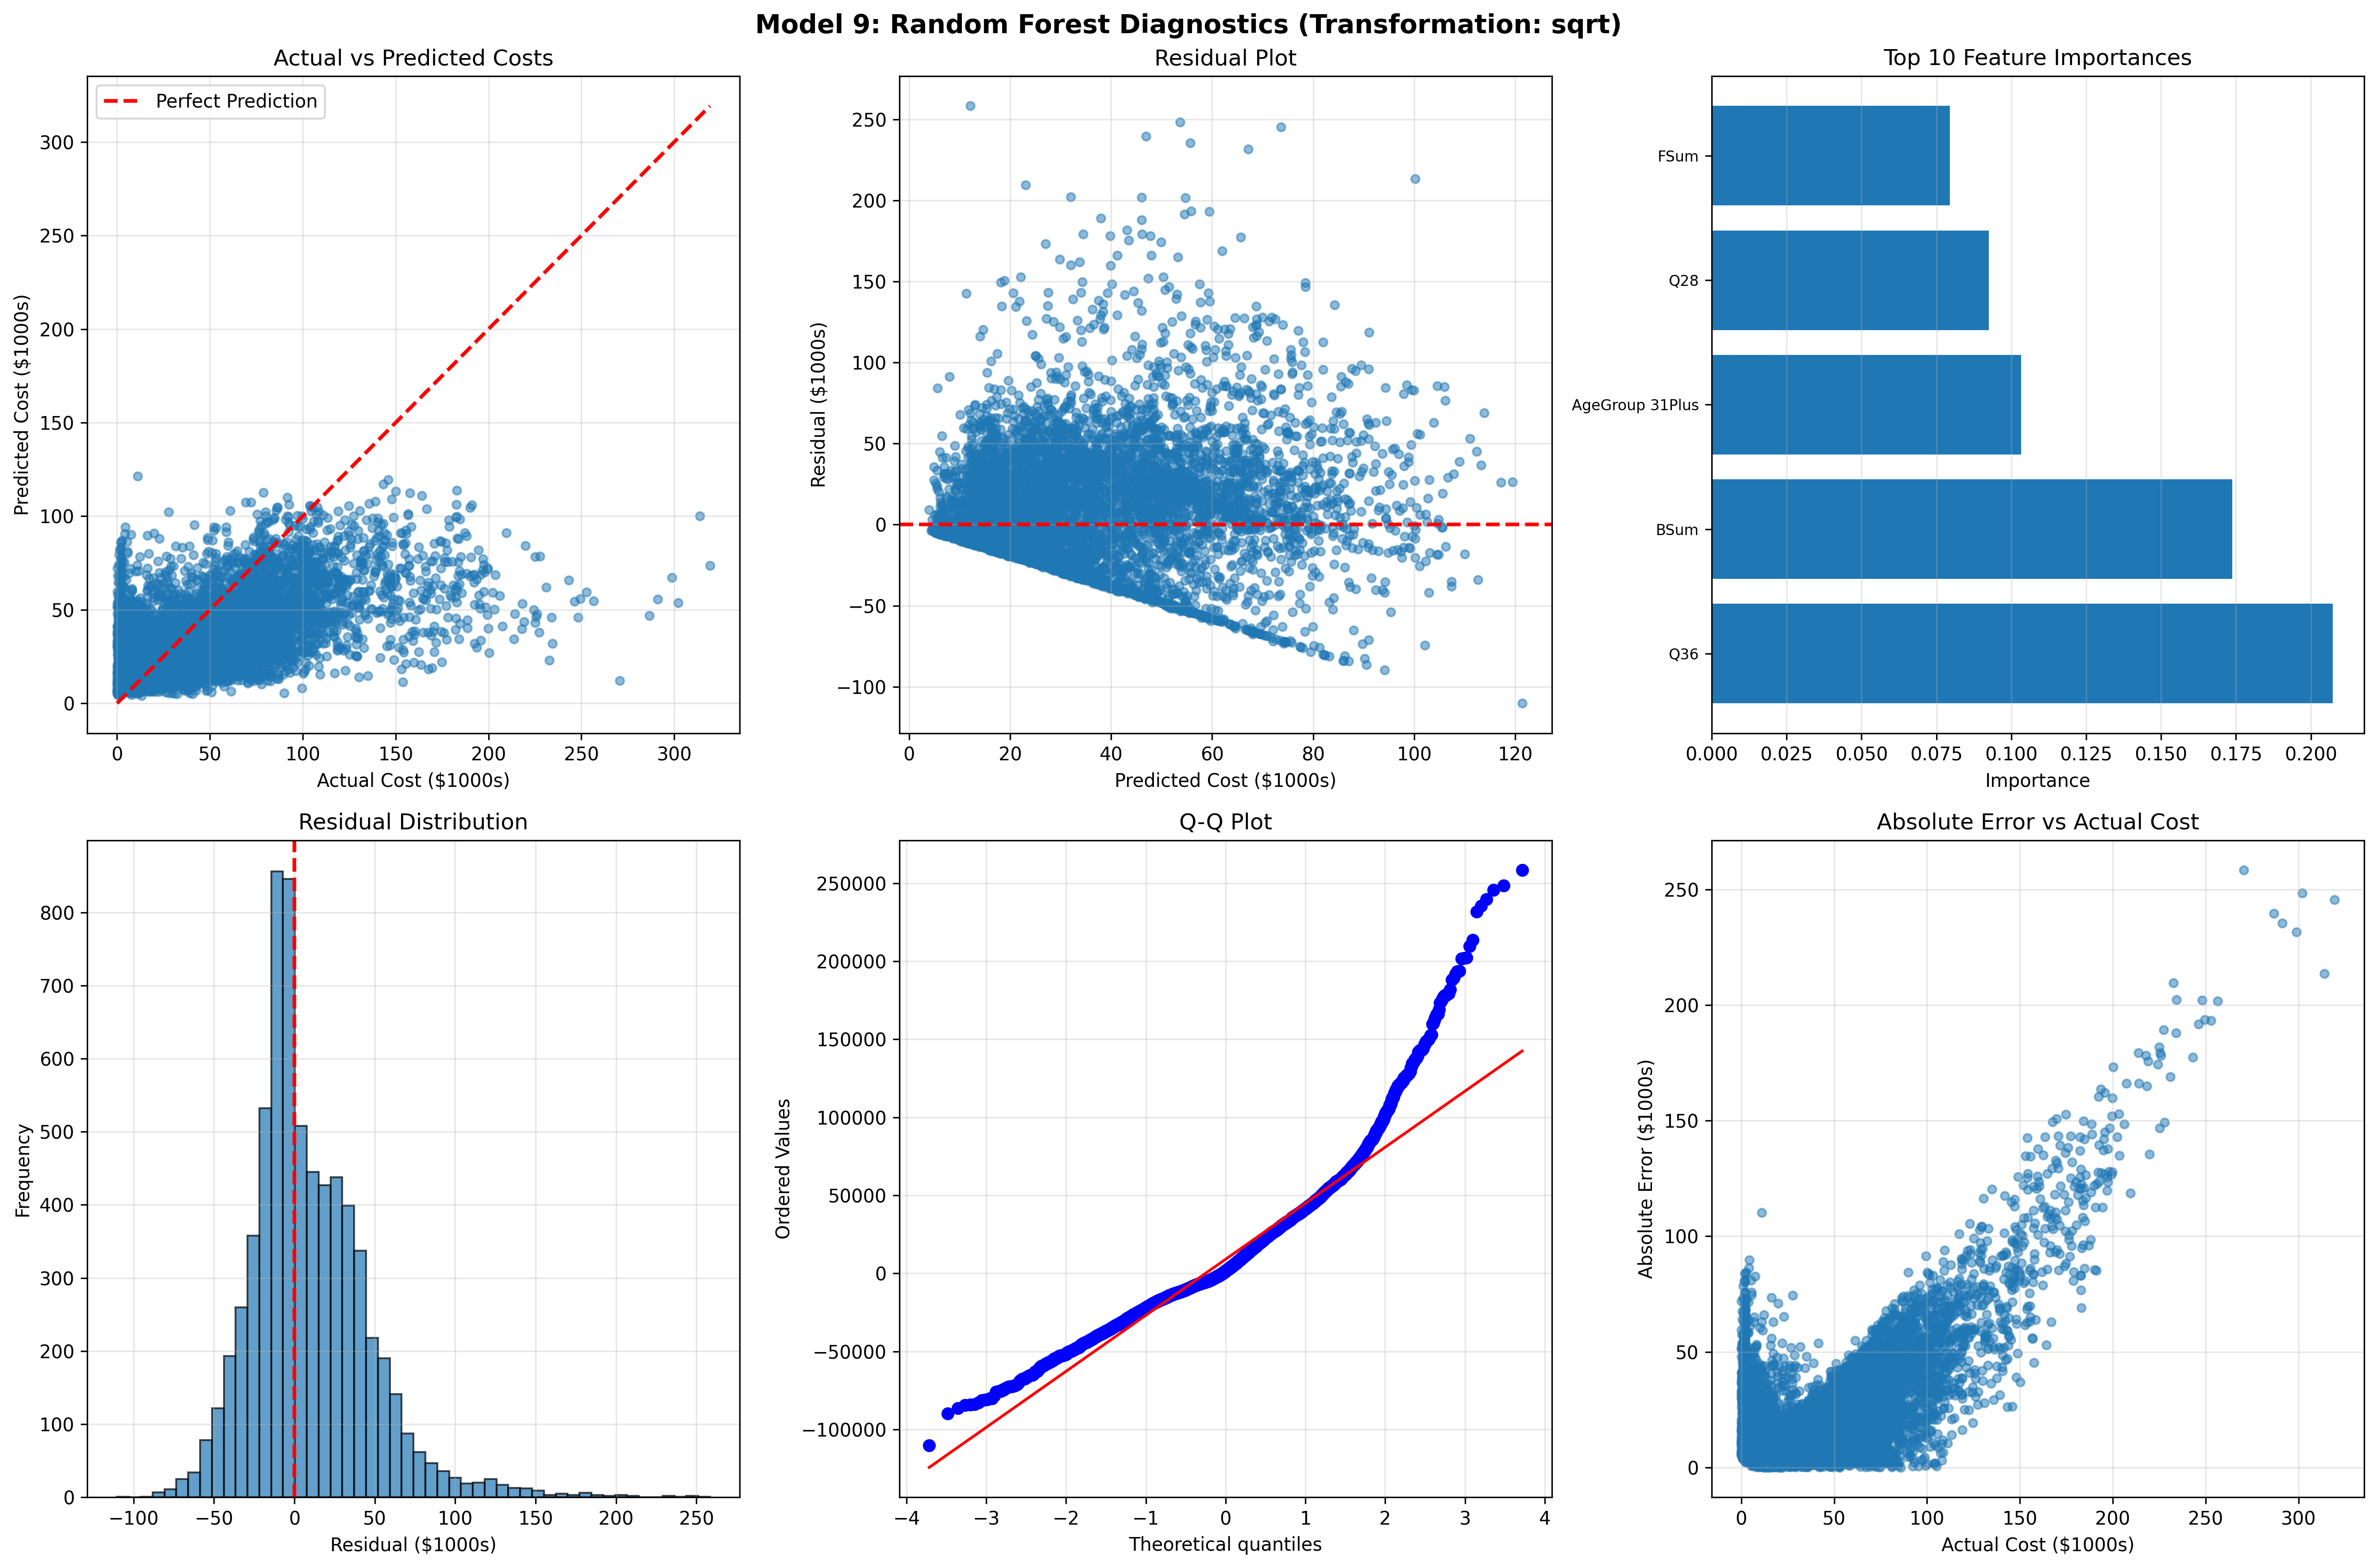 Model 9: Random Forest Diagnostics (Transformation: sqrt)
Actual vs Predicted Costs
Perfect Prediction
300
250
200
150
100
50
0
Predicted Cost ($1000s)
0 50 100 150 200 250 300
Actual Cost ($1000s)
Residual Plot
250
200
150
100
50
0
−50
−100
Residual ($1000s)
0 20 40 60 80 100 120
Predicted Cost ($1000s)
Top 10 Feature Importances
FSum
Q28
AgeGroup 31Plus
BSum
Q36
0.000 0.025 0.050 0.075 0.100 0.125 0.150 0.175 0.200
Importance
Residual Distribution
800
700
600
500
400
300
200
100
0
Frequency
−100 −50 0 50 100 150 200 250
Residual ($1000s)
Q-Q Plot
250000
200000
150000
100000
50000
0
−50000
−100000
Ordered Values
−4 −3 −2 −1 0 1 2 3 4
Theoretical quantiles
Absolute Error vs Actual Cost
250
200
150
100
50
0
Absolute Error ($1000s)
0 50 100 150 200 250 300
Actual Cost ($1000s)